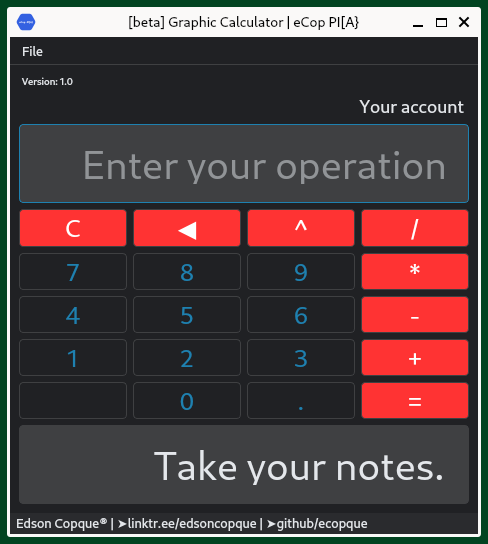 [beta] Graphic Calculator | eCop PI[A}
File
Version: 1.0
Your account
Enter your operation
C ◀ ^ /
7 8 9 *
4 5 6 -
1 2 3 +
0 . =
Take your notes.
Edson Copque® | ➤linktr.ee/edsoncopque | ➤github/ecopque